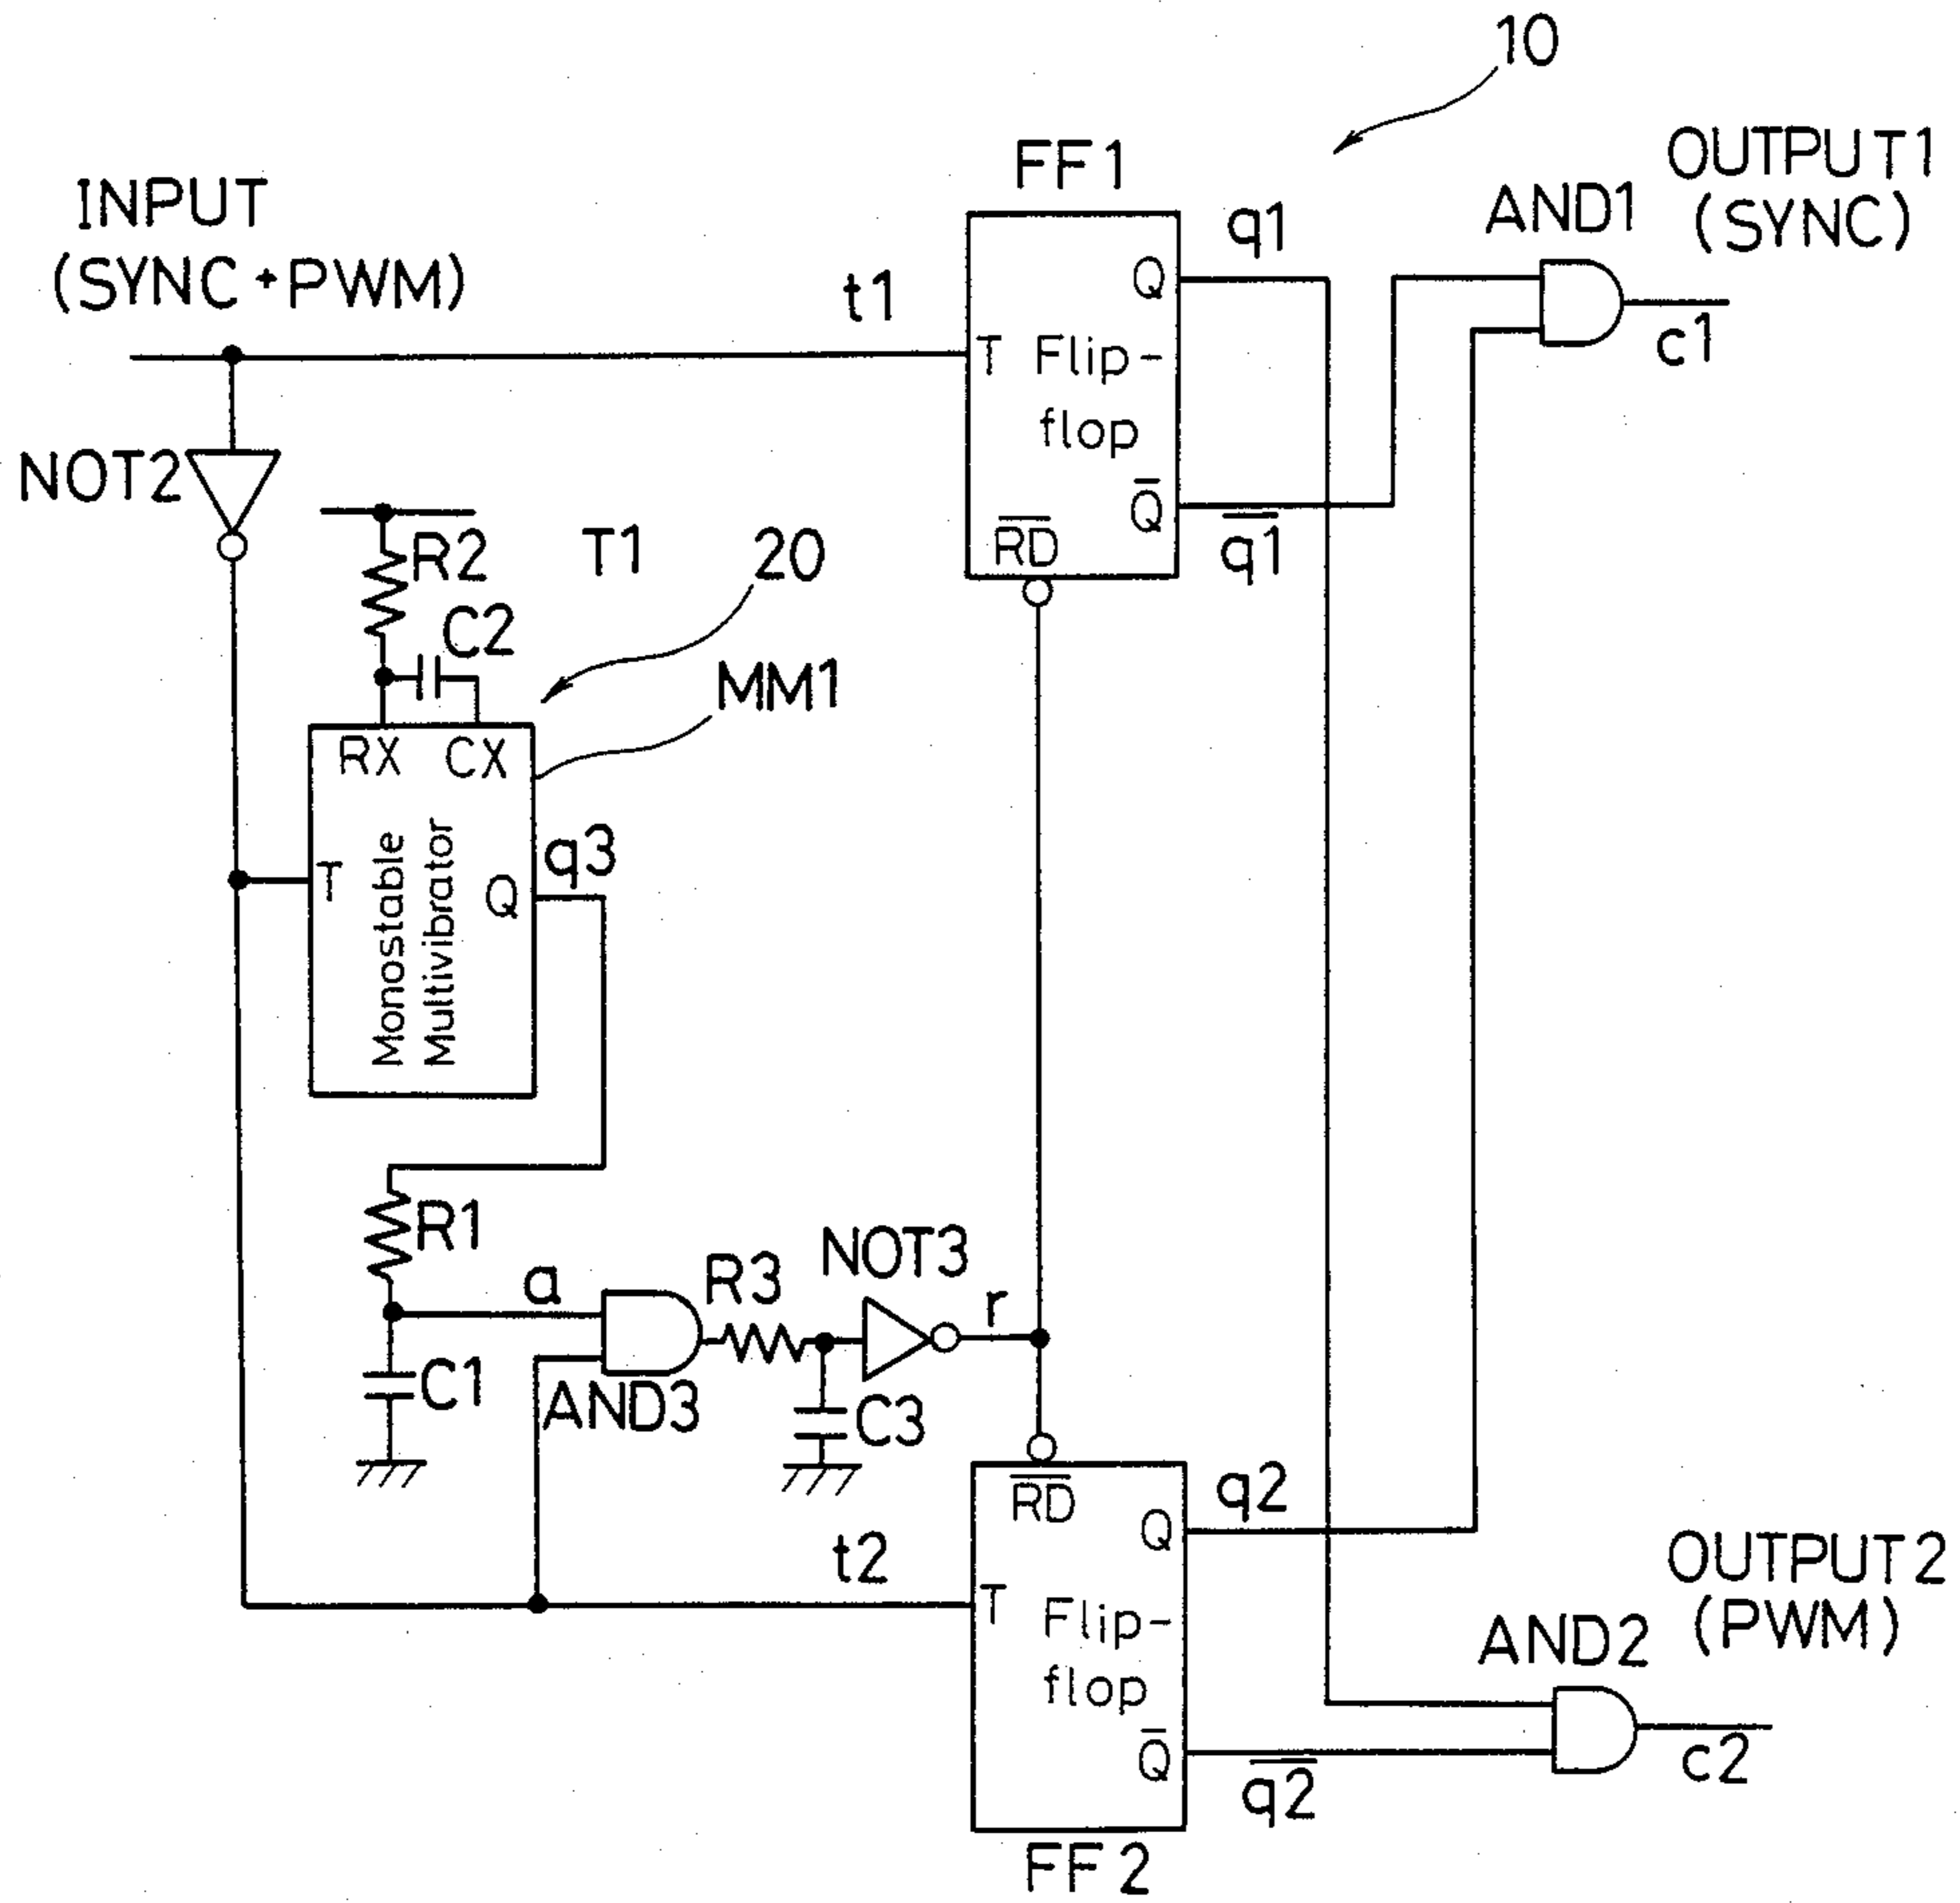 10
FF1
OUTPUT1
(SYNC)
AND1
INPUT
(SYNC+PWM)
t1
q1
Q
T Flip-
flop
c1
NOT2
Q̅
R̅D̅
q̅1̅
R2
T1
20
C2
MM1
RX CX
q3
T
Monostable
Multivibrator
Q
R1
a
R3
NOT3
r
C1
AND3
C3
R̅D̅
q2
Q
t2
OUTPUT2
(PWM)
T Flip-
flop
AND2
Q̅
q̅2̅
c2
FF2